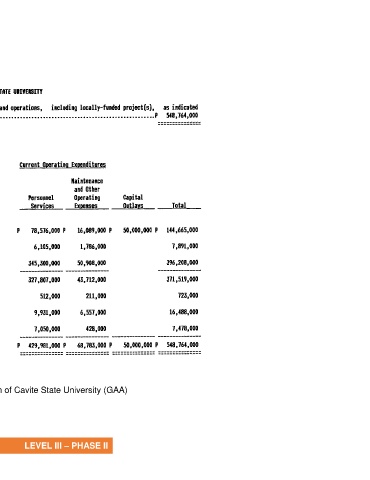 TATE UNIVERSITY
and operations, including locally-funded project(s), as indicated
P 548,764,000
Current Operating Expenditures
Maintenance
and Other
Personnel Operating Capital
Services Expenses Outlays Total
P 78,576,000 P 16,089,000 P 50,000,000 P 144,665,000
6,105,000 1,786,000 7,891,000
345,300,000 50,908,000 396,208,000
327,807,000 43,712,000 371,519,000
512,000 211,000 723,000
9,931,000 6,557,000 16,488,000
7,050,000 428,000 7,478,000
P 429,981,000 P 68,783,000 P 50,000,000 P 548,764,000
n of Cavite State University (GAA)
LEVEL III – PHASE II